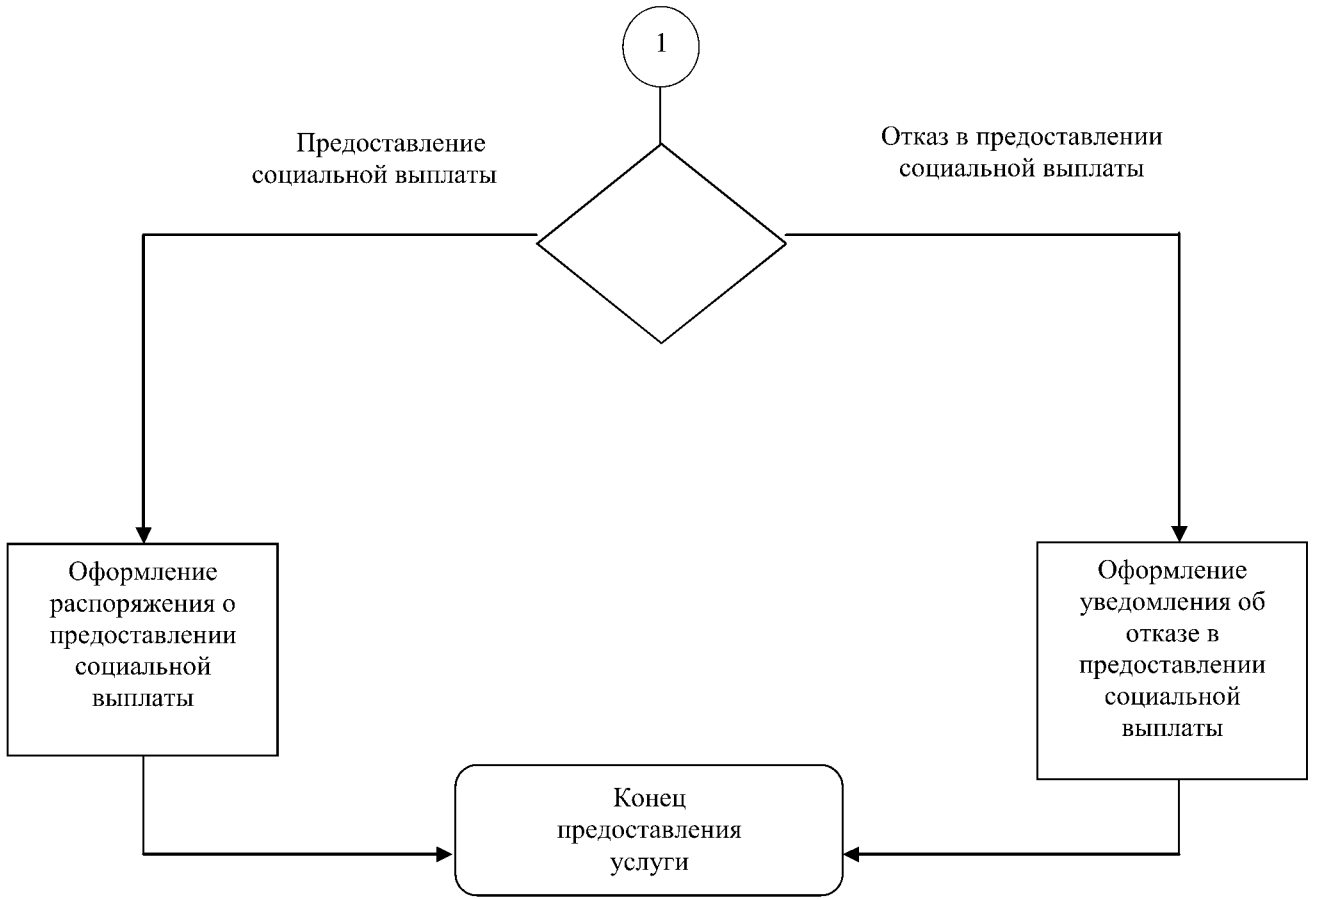 1
Предоставление
социальной выплаты
Отказ в предоставлении
социальной выплаты
Оформление
распоряжения о
предоставлении
социальной
выплаты
Оформление
уведомления об
отказе в
предоставлении
социальной
выплаты
Конец
предоставления
услуги